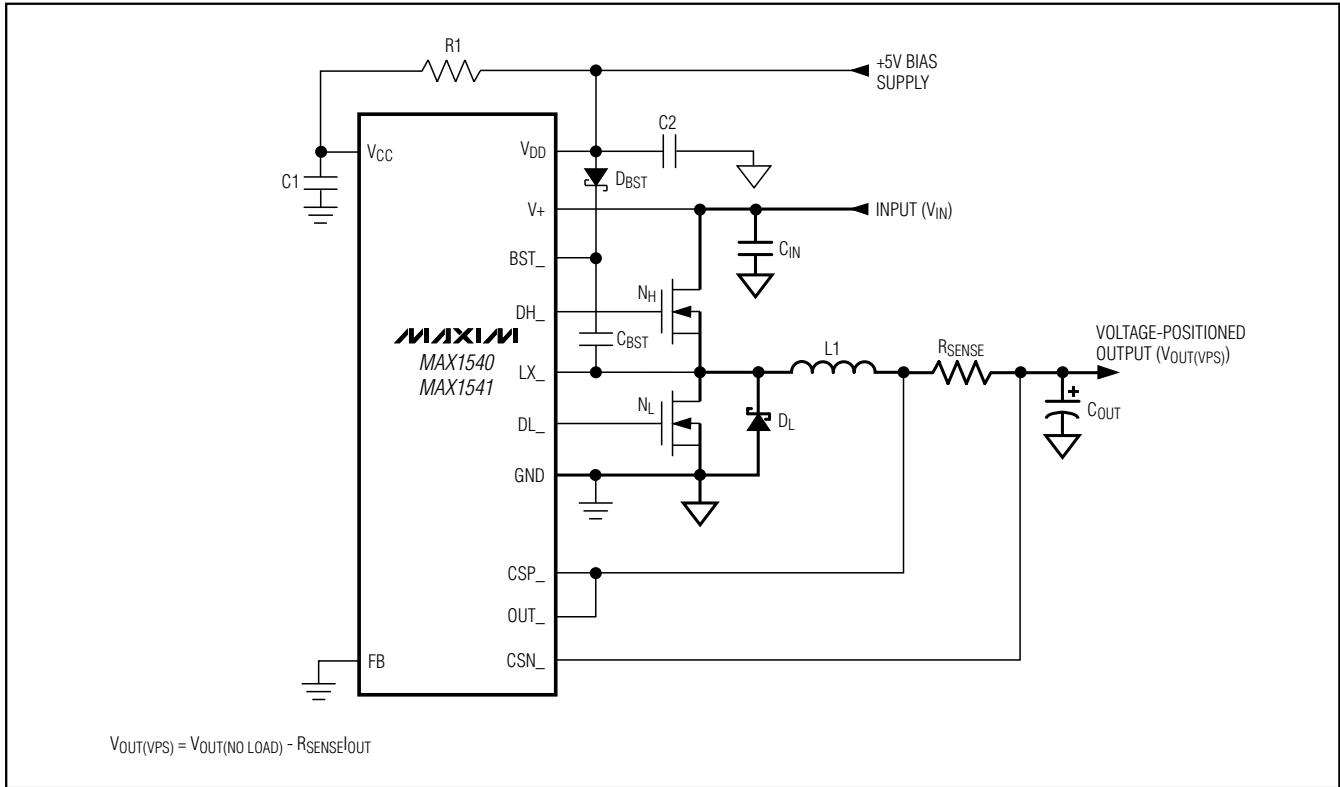 R1
+5V BIAS
SUPPLY
C2
VCC
VDD
C1
DBST
V+
INPUT (VIN)
CIN
BST_
NH
DH_
MAXIM
MAX1540
MAX1541
CBST
VOLTAGE-POSITIONED
OUTPUT (VOUT(VPS))
L1
RSENSE
LX_
NL
DL_
DL
+
COUT
GND
CSP_
OUT_
FB
CSN_
VOUT(VPS) = VOUT(NO LOAD) - RSENSEIOUT